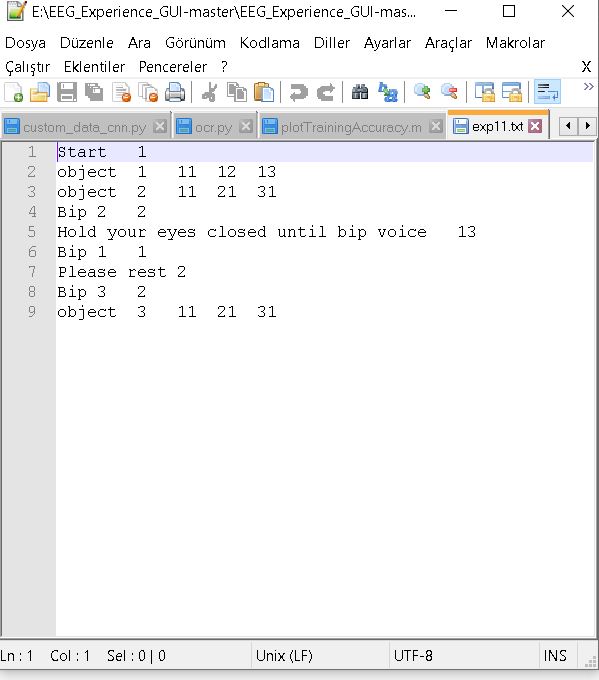 E:\EEG_Experience_GUI-master\EEG_Experience_GUI-mas...
Dosya Düzenle Ara Görünüm Kodlama Diller Ayarlar Araçlar Makrolar
Çalıştır Eklentiler Pencereler ? X
custom_data_cnn.py ocr.py plotTrainingAccuracy.m exp11.txt
1 Start 1
2 object 1 11 12 13
3 object 2 11 21 31
4 Bip 2 2
5 Hold your eyes closed until bip voice 13
6 Bip 1 1
7 Please rest 2
8 Bip 3 2
9 object 3 11 21 31
Ln : 1 Col : 1 Sel : 0 | 0 Unix (LF) UTF-8 INS